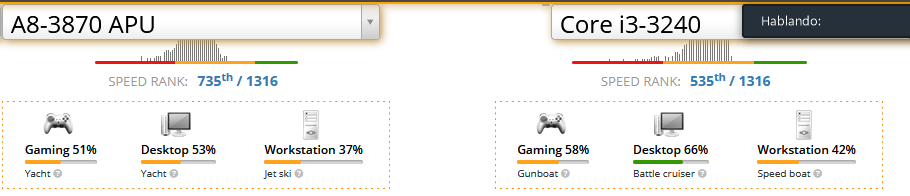 A8-3870 APU
Core i3-3240
Hablando:
SPEED RANK: 735th / 1316
SPEED RANK: 535th / 1316
Gaming 51%
Desktop 53%
Workstation 37%
Yacht
Yacht
Jet ski
Gaming 58%
Desktop 66%
Workstation 42%
Gunboat
Battle cruiser
Speed boat